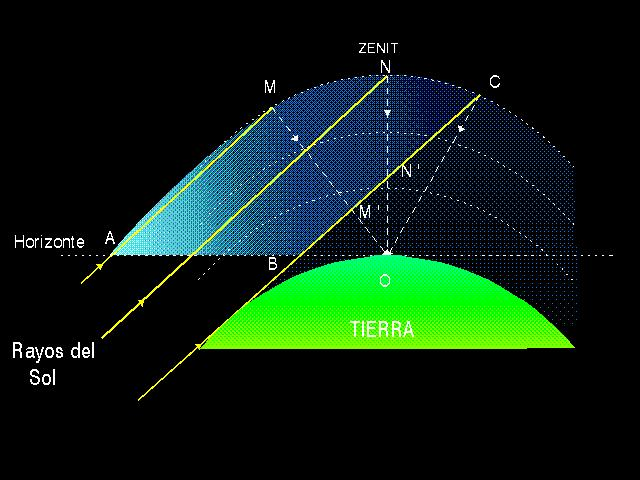 ZENIT
N
M
C
N'
M'
Horizonte
A
B
O
TIERRA
Rayos del
Sol